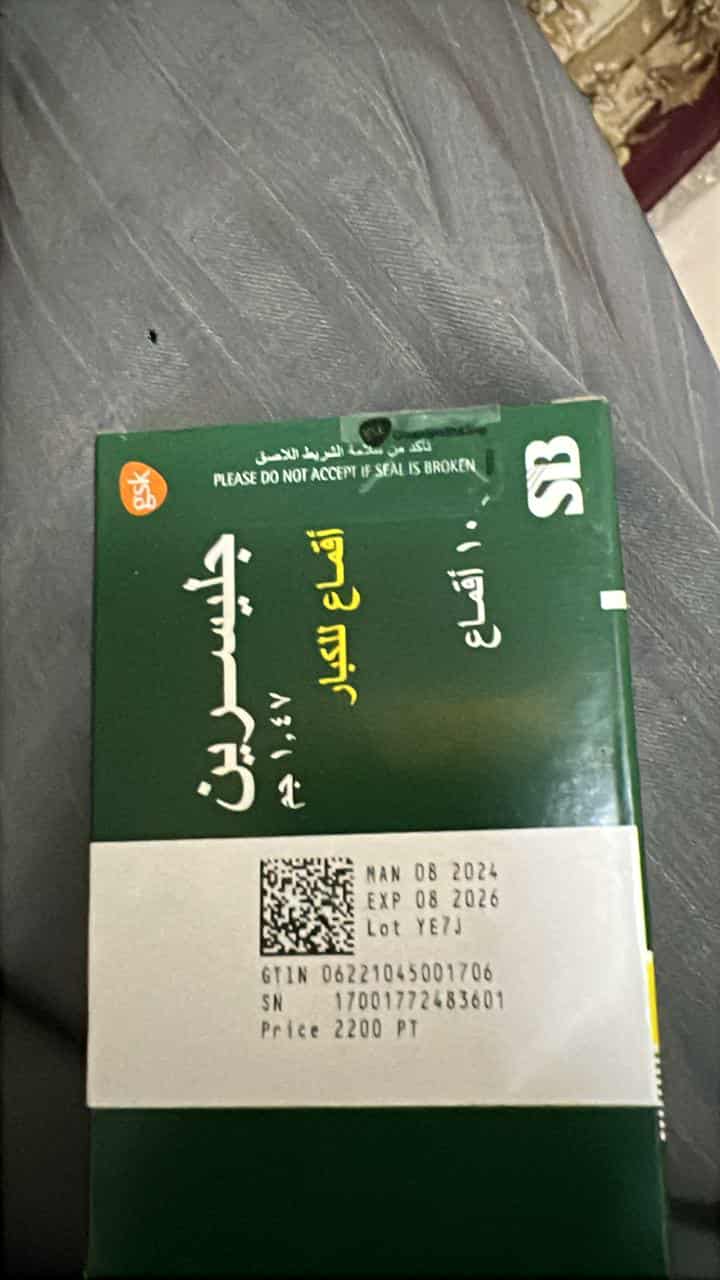 تأكد من سلامة الشريط اللاصق
PLEASE DO NOT ACCEPT IF SEAL IS BROKEN
gsk
SB
جليسرين
١,٤٧ جم
أقماع للكبار
١٠ أقماع
MAN 08 2024
EXP 08 2026
Lot YE7J
GTIN 06221045001706
SN 17001772483601
Price 2200 PT